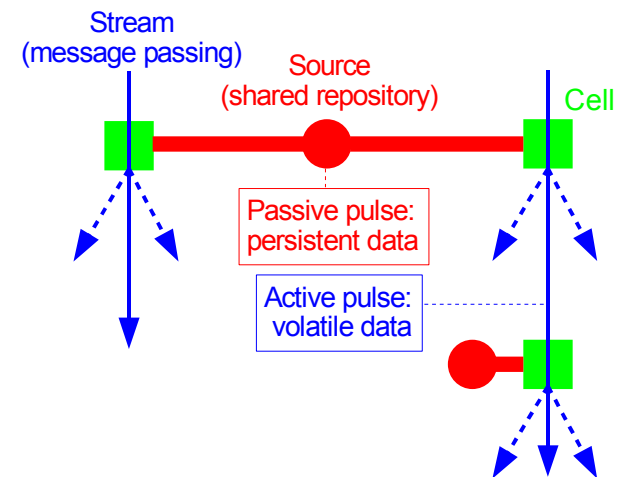 Stream
(message passing)
Source
(shared repository)
Cell
Passive pulse:
persistent data
Active pulse:
volatile data